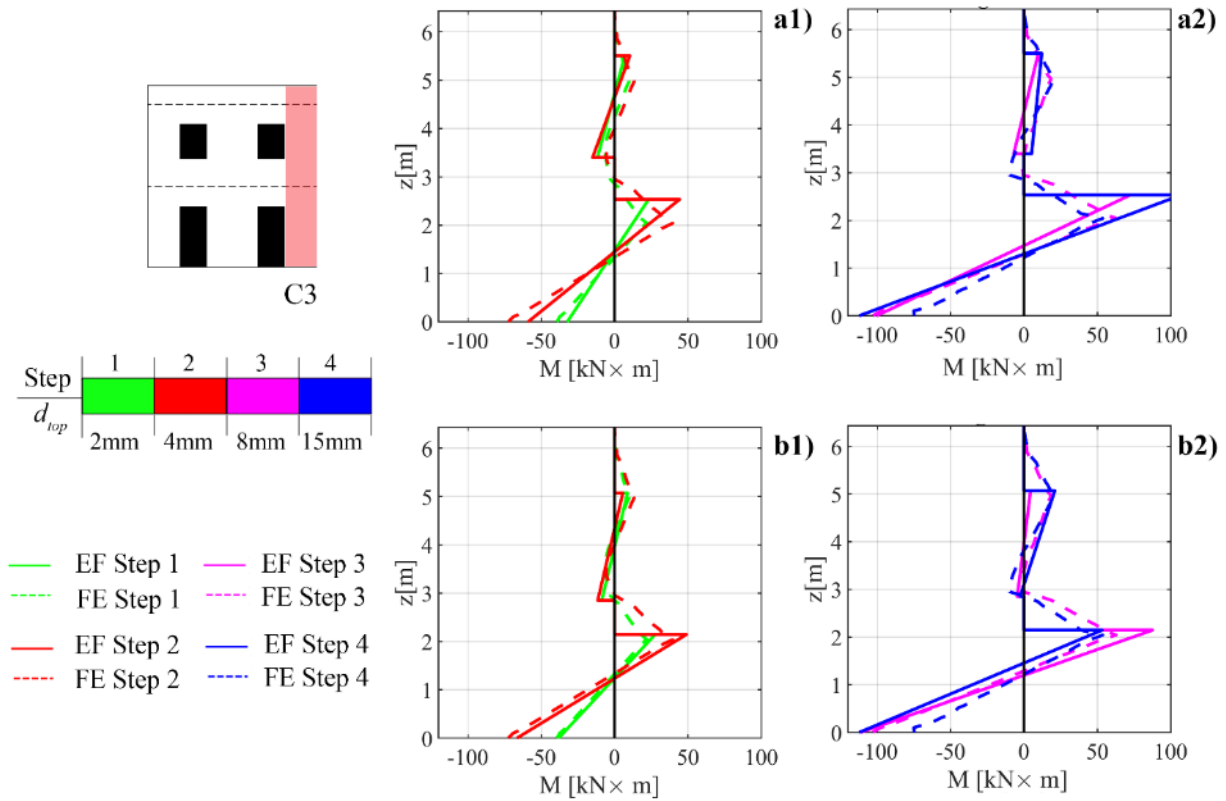 C3
Step
1 2 3 4
d_top
2mm 4mm 8mm 15mm
EF Step 1
EF Step 3
FE Step 1
FE Step 3
EF Step 2
EF Step 4
FE Step 2
FE Step 4
a1)
6
5
4
3
2
1
0
z[m]
-100 -50 0 50 100
M [kN× m]
a2)
6
5
4
3
2
1
0
z[m]
-100 -50 0 50 100
M [kN× m]
b1)
6
5
4
3
2
1
0
z[m]
-100 -50 0 50 100
M [kN× m]
b2)
6
5
4
3
2
1
0
z[m]
-100 -50 0 50 100
M [kN× m]